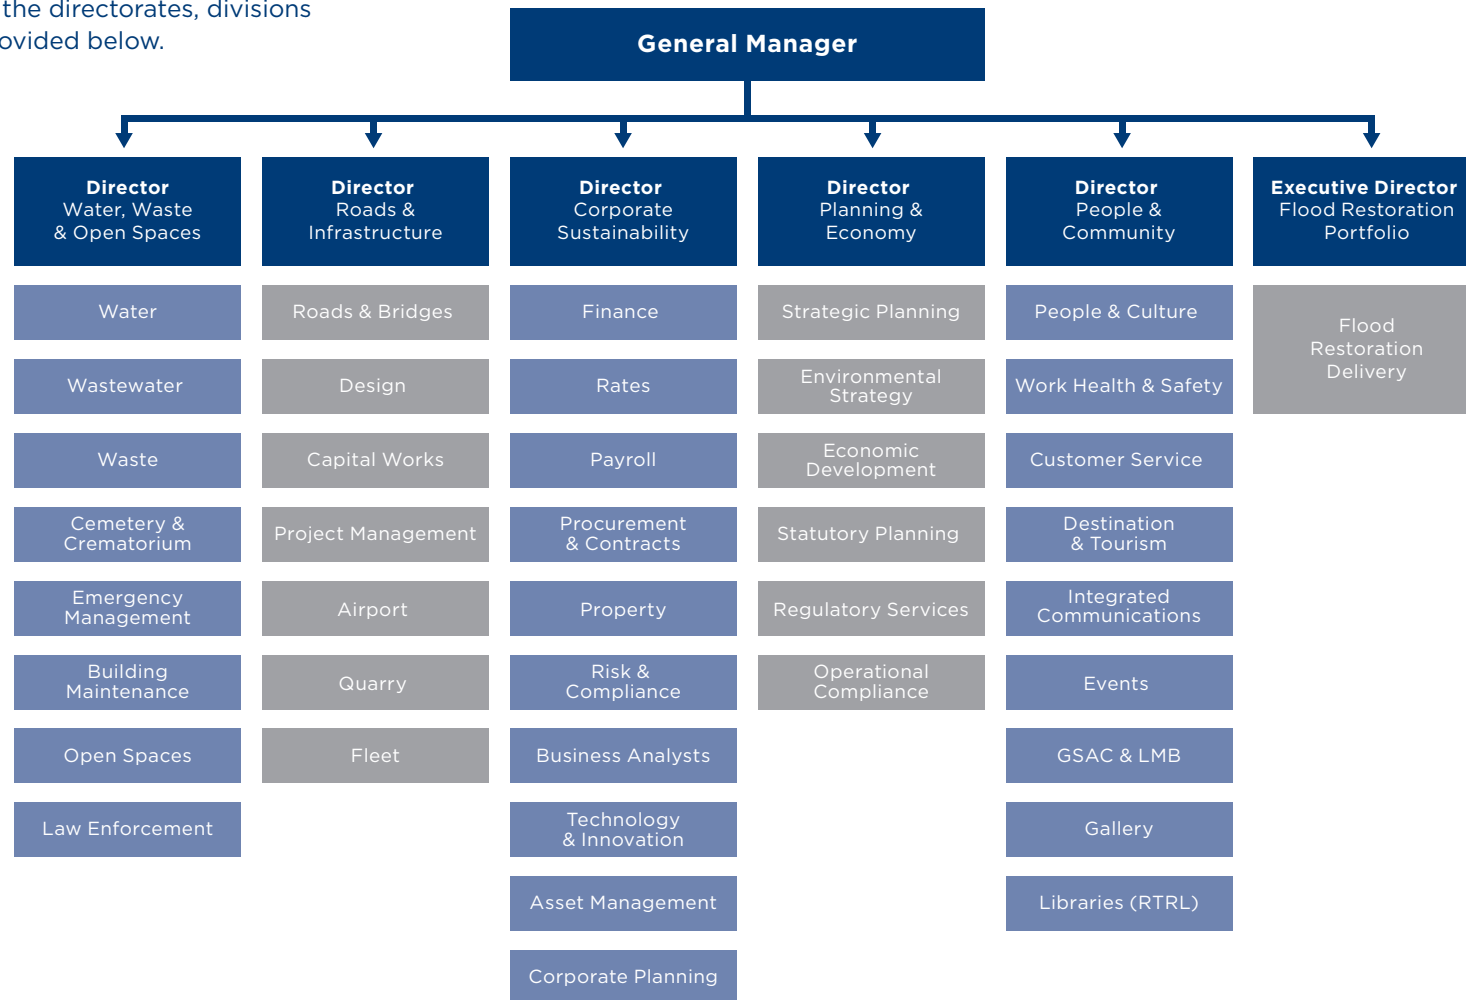 the directorates, divisions
ovided below.
General Manager
Director
Water, Waste
& Open Spaces
Director
Roads &
Infrastructure
Director
Corporate
Sustainability
Director
Planning &
Economy
Director
People &
Community
Executive Director
Flood Restoration
Portfolio
Water
Wastewater
Waste
Cemetery &
Crematorium
Emergency
Management
Building
Maintenance
Open Spaces
Law Enforcement
Roads & Bridges
Design
Capital Works
Project Management
Airport
Quarry
Fleet
Finance
Rates
Payroll
Procurement
& Contracts
Property
Risk &
Compliance
Business Analysts
Technology
& Innovation
Asset Management
Corporate Planning
Strategic Planning
Environmental
Strategy
Economic
Development
Statutory Planning
Regulatory Services
Operational
Compliance
People & Culture
Work Health & Safety
Customer Service
Destination
& Tourism
Integrated
Communications
Events
GSAC & LMB
Gallery
Libraries (RTRL)
Flood
Restoration
Delivery